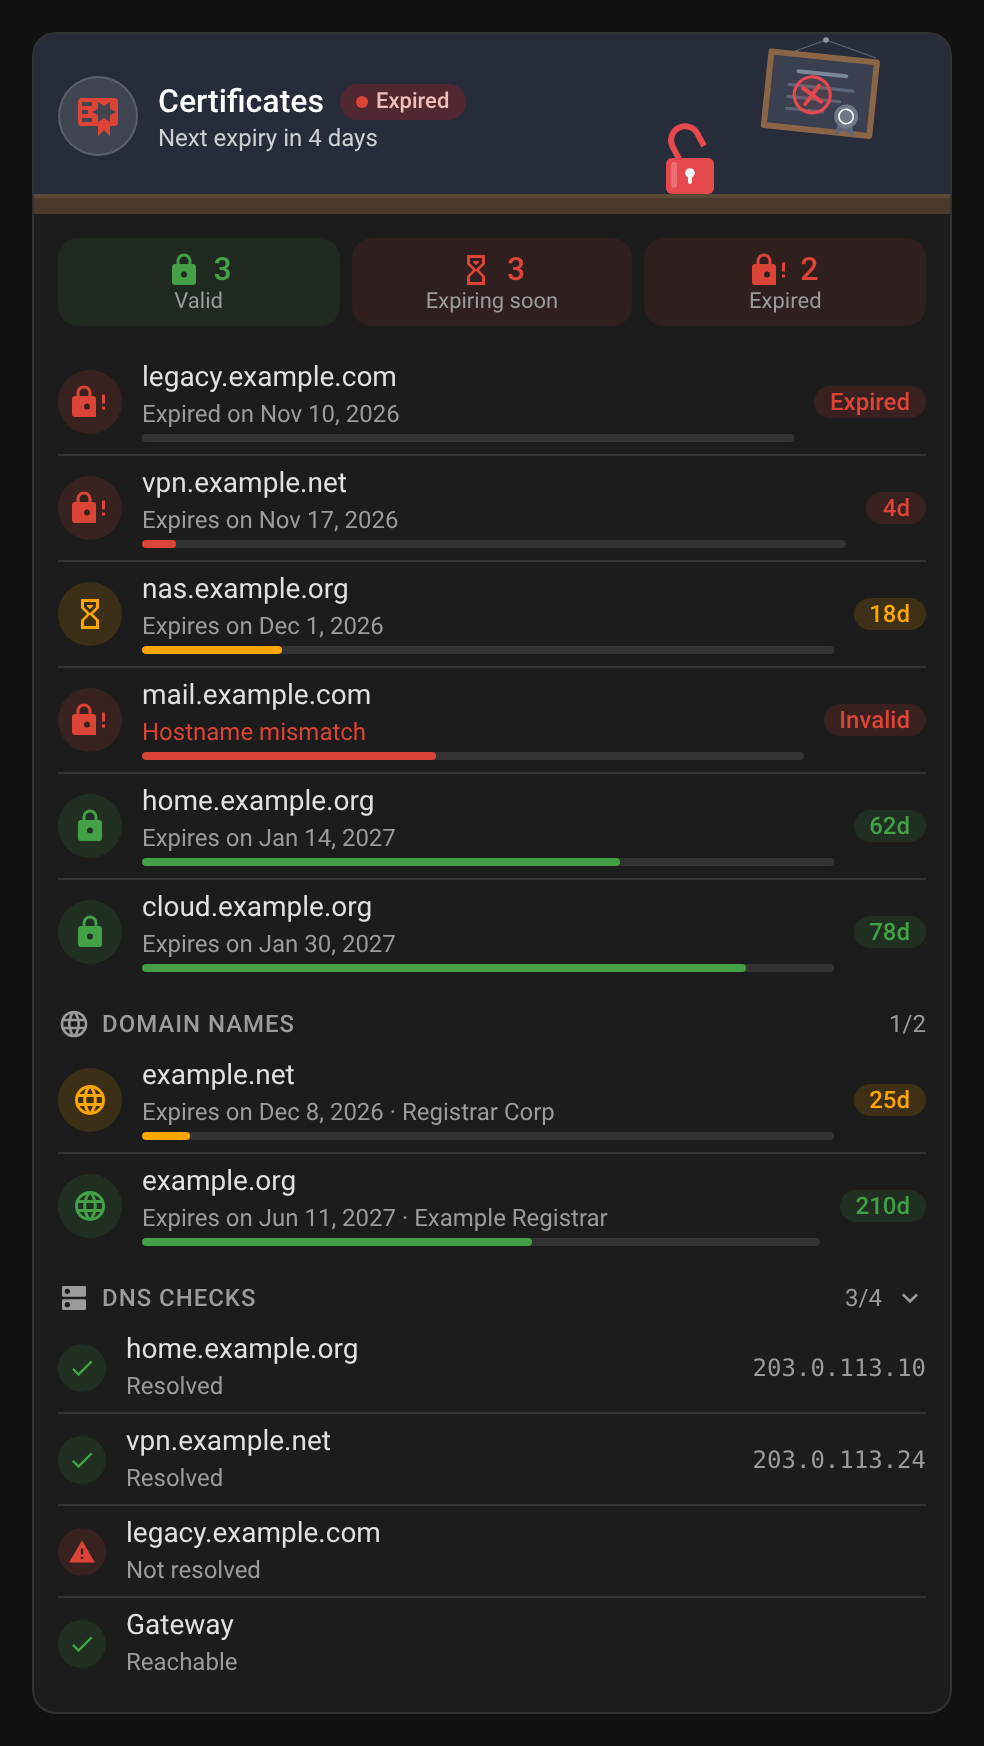 Certificates
Expired
Next expiry in 4 days
3
Valid
3
Expiring soon
2
Expired
legacy.example.com
Expired on Nov 10, 2026
Expired
vpn.example.net
Expires on Nov 17, 2026
4d
nas.example.org
Expires on Dec 1, 2026
18d
mail.example.com
Hostname mismatch
Invalid
home.example.org
Expires on Jan 14, 2027
62d
cloud.example.org
Expires on Jan 30, 2027
78d
DOMAIN NAMES
1/2
example.net
Expires on Dec 8, 2026 · Registrar Corp
25d
example.org
Expires on Jun 11, 2027 · Example Registrar
210d
DNS CHECKS
3/4
home.example.org
Resolved
203.0.113.10
vpn.example.net
Resolved
203.0.113.24
legacy.example.com
Not resolved
Gateway
Reachable